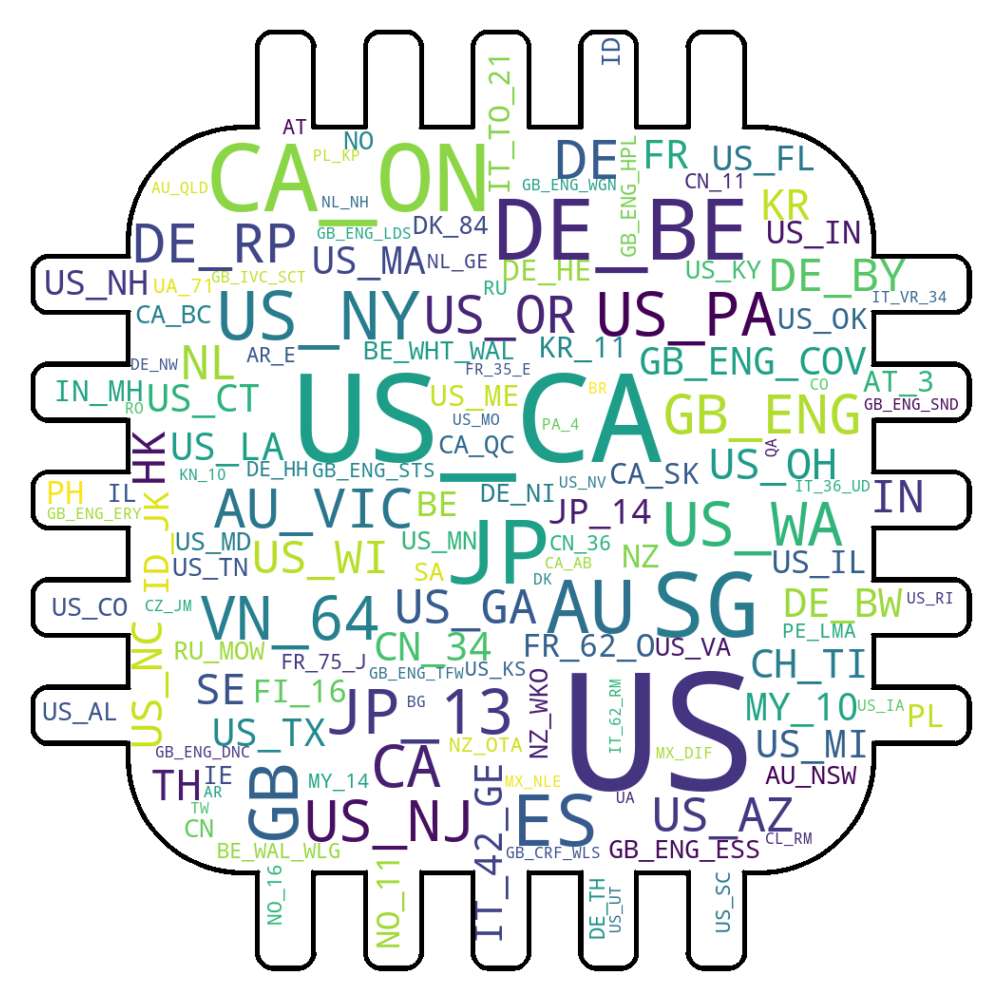 ID
IT_TO_21
AT
NO
PL_KP
CA_ON
DE
GB_ENG_HPL
FR
US_FL
AU_QLD
GB_ENG_WGN
CN_11
NL_NH
DE_BE
KR
GB_ENG_LDS
DK_84
US_IN
DE_RP
US_MA
NL_GE
DE_HE
US_KY
DE_BY
US_NH
UA_71
GB_IVC_SCT
RU
IT_VR_34
CA_BC
US_NY
US_OR
US_PA
US_OK
DE_NW
NL
AR_E
BE_WHT_WAL
KR_11
GB_ENG_COV
FR_35_E
CO
AT_3
IN_MH
RO
US_CT
US_CA
US_ME
BR
GB_ENG
GB_ENG_SND
US_MO
PA_4
HK
US_LA
CA_QC
QA
US_OH
KN_10
DE_HH
GB_ENG_STS
CA_SK
US_NV
IT_36_UD
PH
IL
DE_NI
IN
GB_ENG_ERY
ID_JK
AU_VIC
BE
JP_14
US_WA
US_MD
US_MN
JP
CN_36
NZ
US_TN
US_WI
SA
CA_AB
US_IL
DK
US_CO
CZ_JM
VN_64
US_GA
AU
SG
DE_BW
US_RI
PE_LMA
US_NC
RU_MOW
CN_34
FR_62_O
US_VA
FR_75_J
GB_ENG_TFW
US_KS
CH_TI
SE
FI_16
BG
JP_13
NZ_WKO
US
IT_62_RM
MY_10
US_IA
PL
US_AL
US_TX
GB_ENG_DNC
NZ_OTA
MX_DIF
US_MI
TH
IE
AR
GB
MY_14
CA
MX_NLE
AU_NSW
UA
TW
CN
US_NJ
IT_42_GE
ES
US_AZ
CL_RM
BE_WAL_WLG
GB_CRF_WLS
GB_ENG_ESS
NO_16
NO_11
DE_TH
US_UT
US_SC